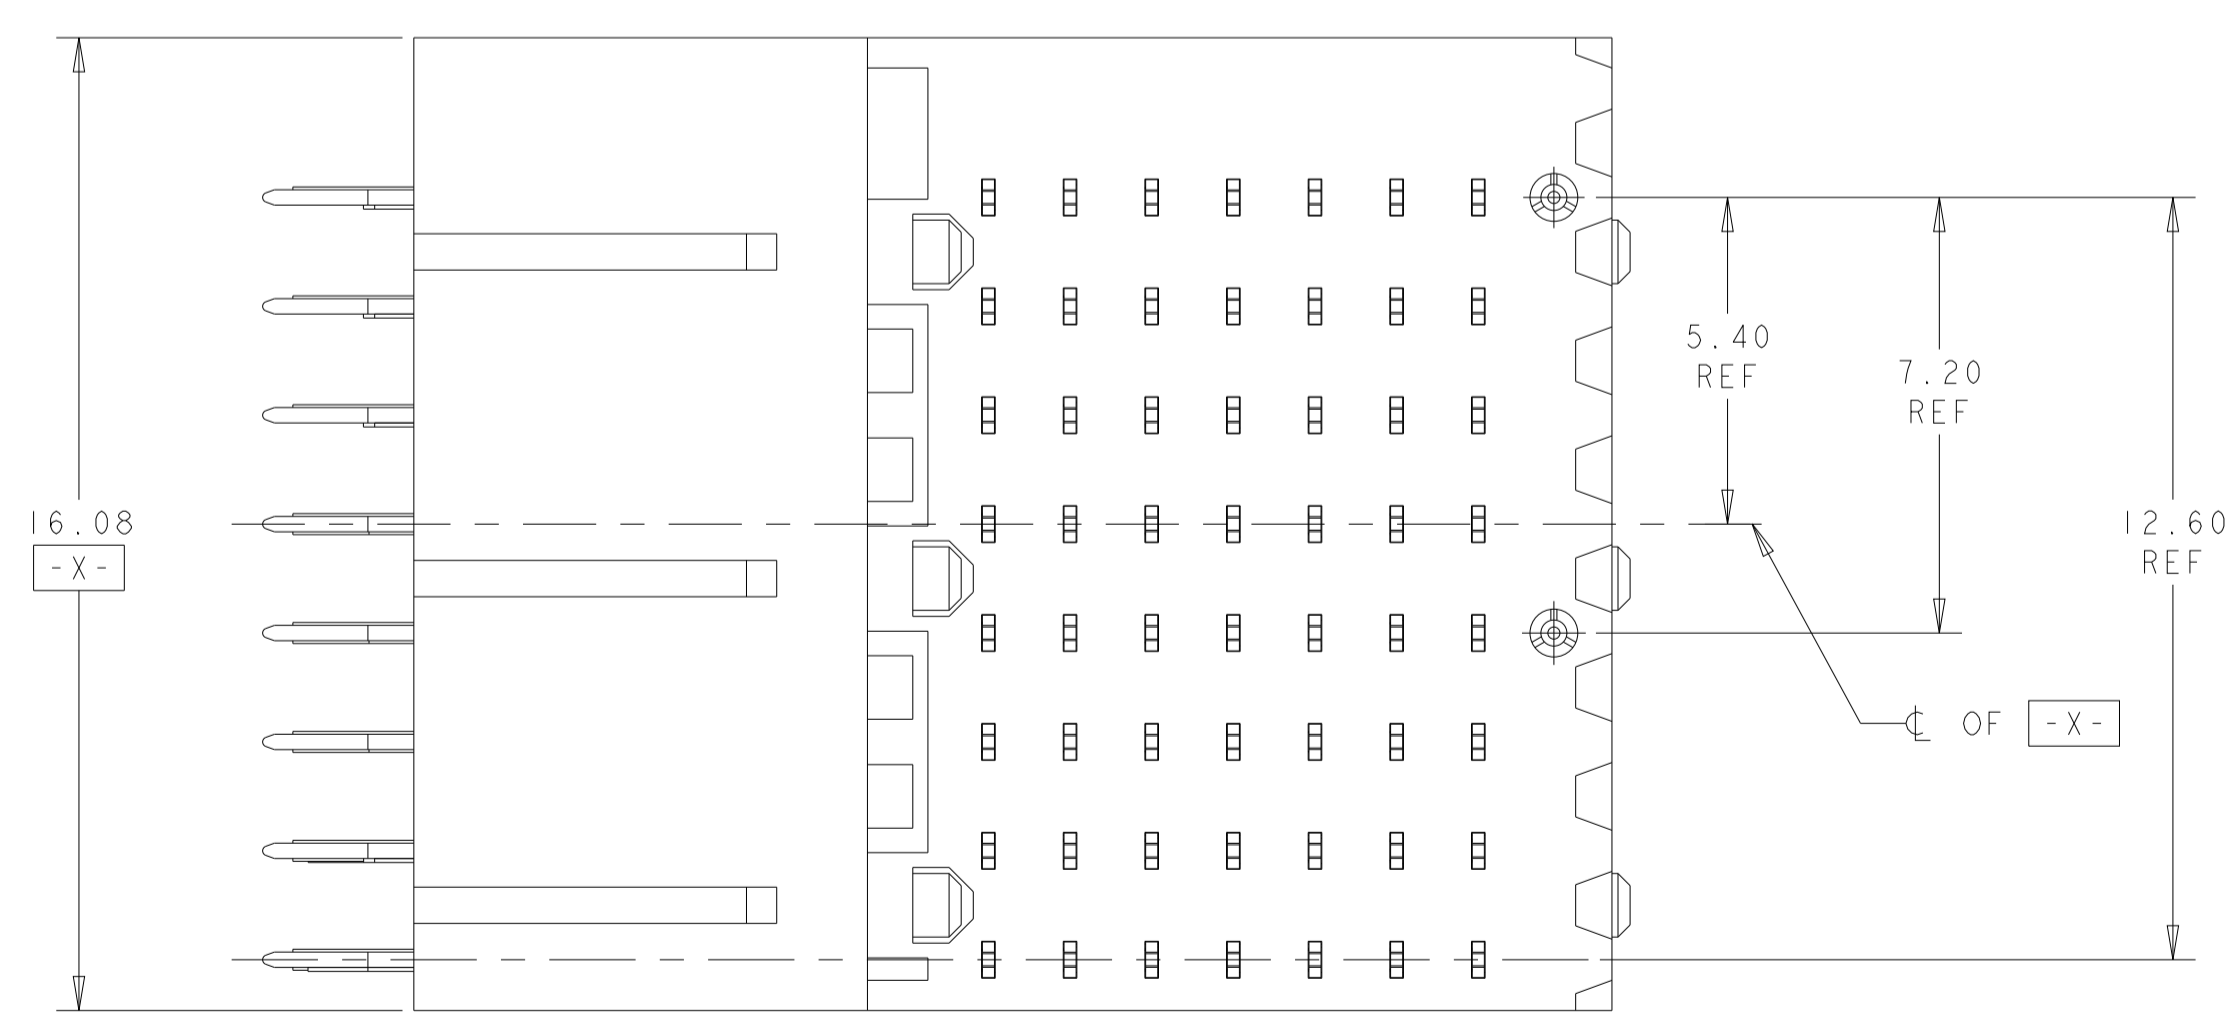 5.40
REF
7.20
REF
16.08
-X-
12.60
REF
℄ OF -X-